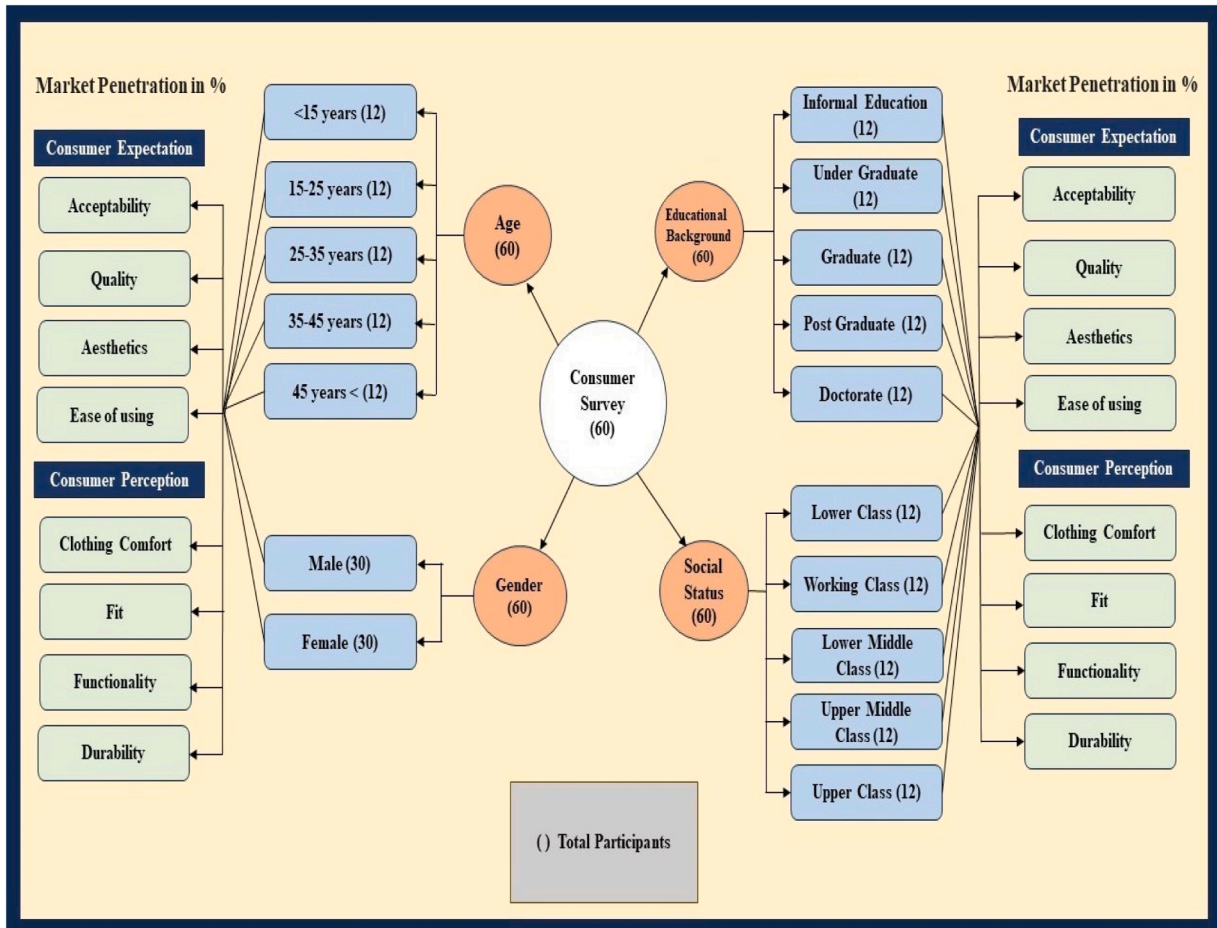 Market Penetration in %
Consumer Expectation
Acceptability
Quality
Aesthetics
Ease of using
Consumer Perception
Clothing Comfort
Fit
Functionality
Durability
<15 years (12)
15-25 years (12)
25-35 years (12)
35-45 years (12)
45 years < (12)
Male (30)
Female (30)
Age
(60)
Gender
(60)
Consumer
Survey
(60)
Educational
Background
(60)
Social
Status
(60)
Informal Education
(12)
Under Graduate
(12)
Graduate (12)
Post Graduate (12)
Doctorate (12)
Lower Class (12)
Working Class (12)
Lower Middle
Class (12)
Upper Middle
Class (12)
Upper Class (12)
Market Penetration in %
Consumer Expectation
Acceptability
Quality
Aesthetics
Ease of using
Consumer Perception
Clothing Comfort
Fit
Functionality
Durability
( ) Total Participants